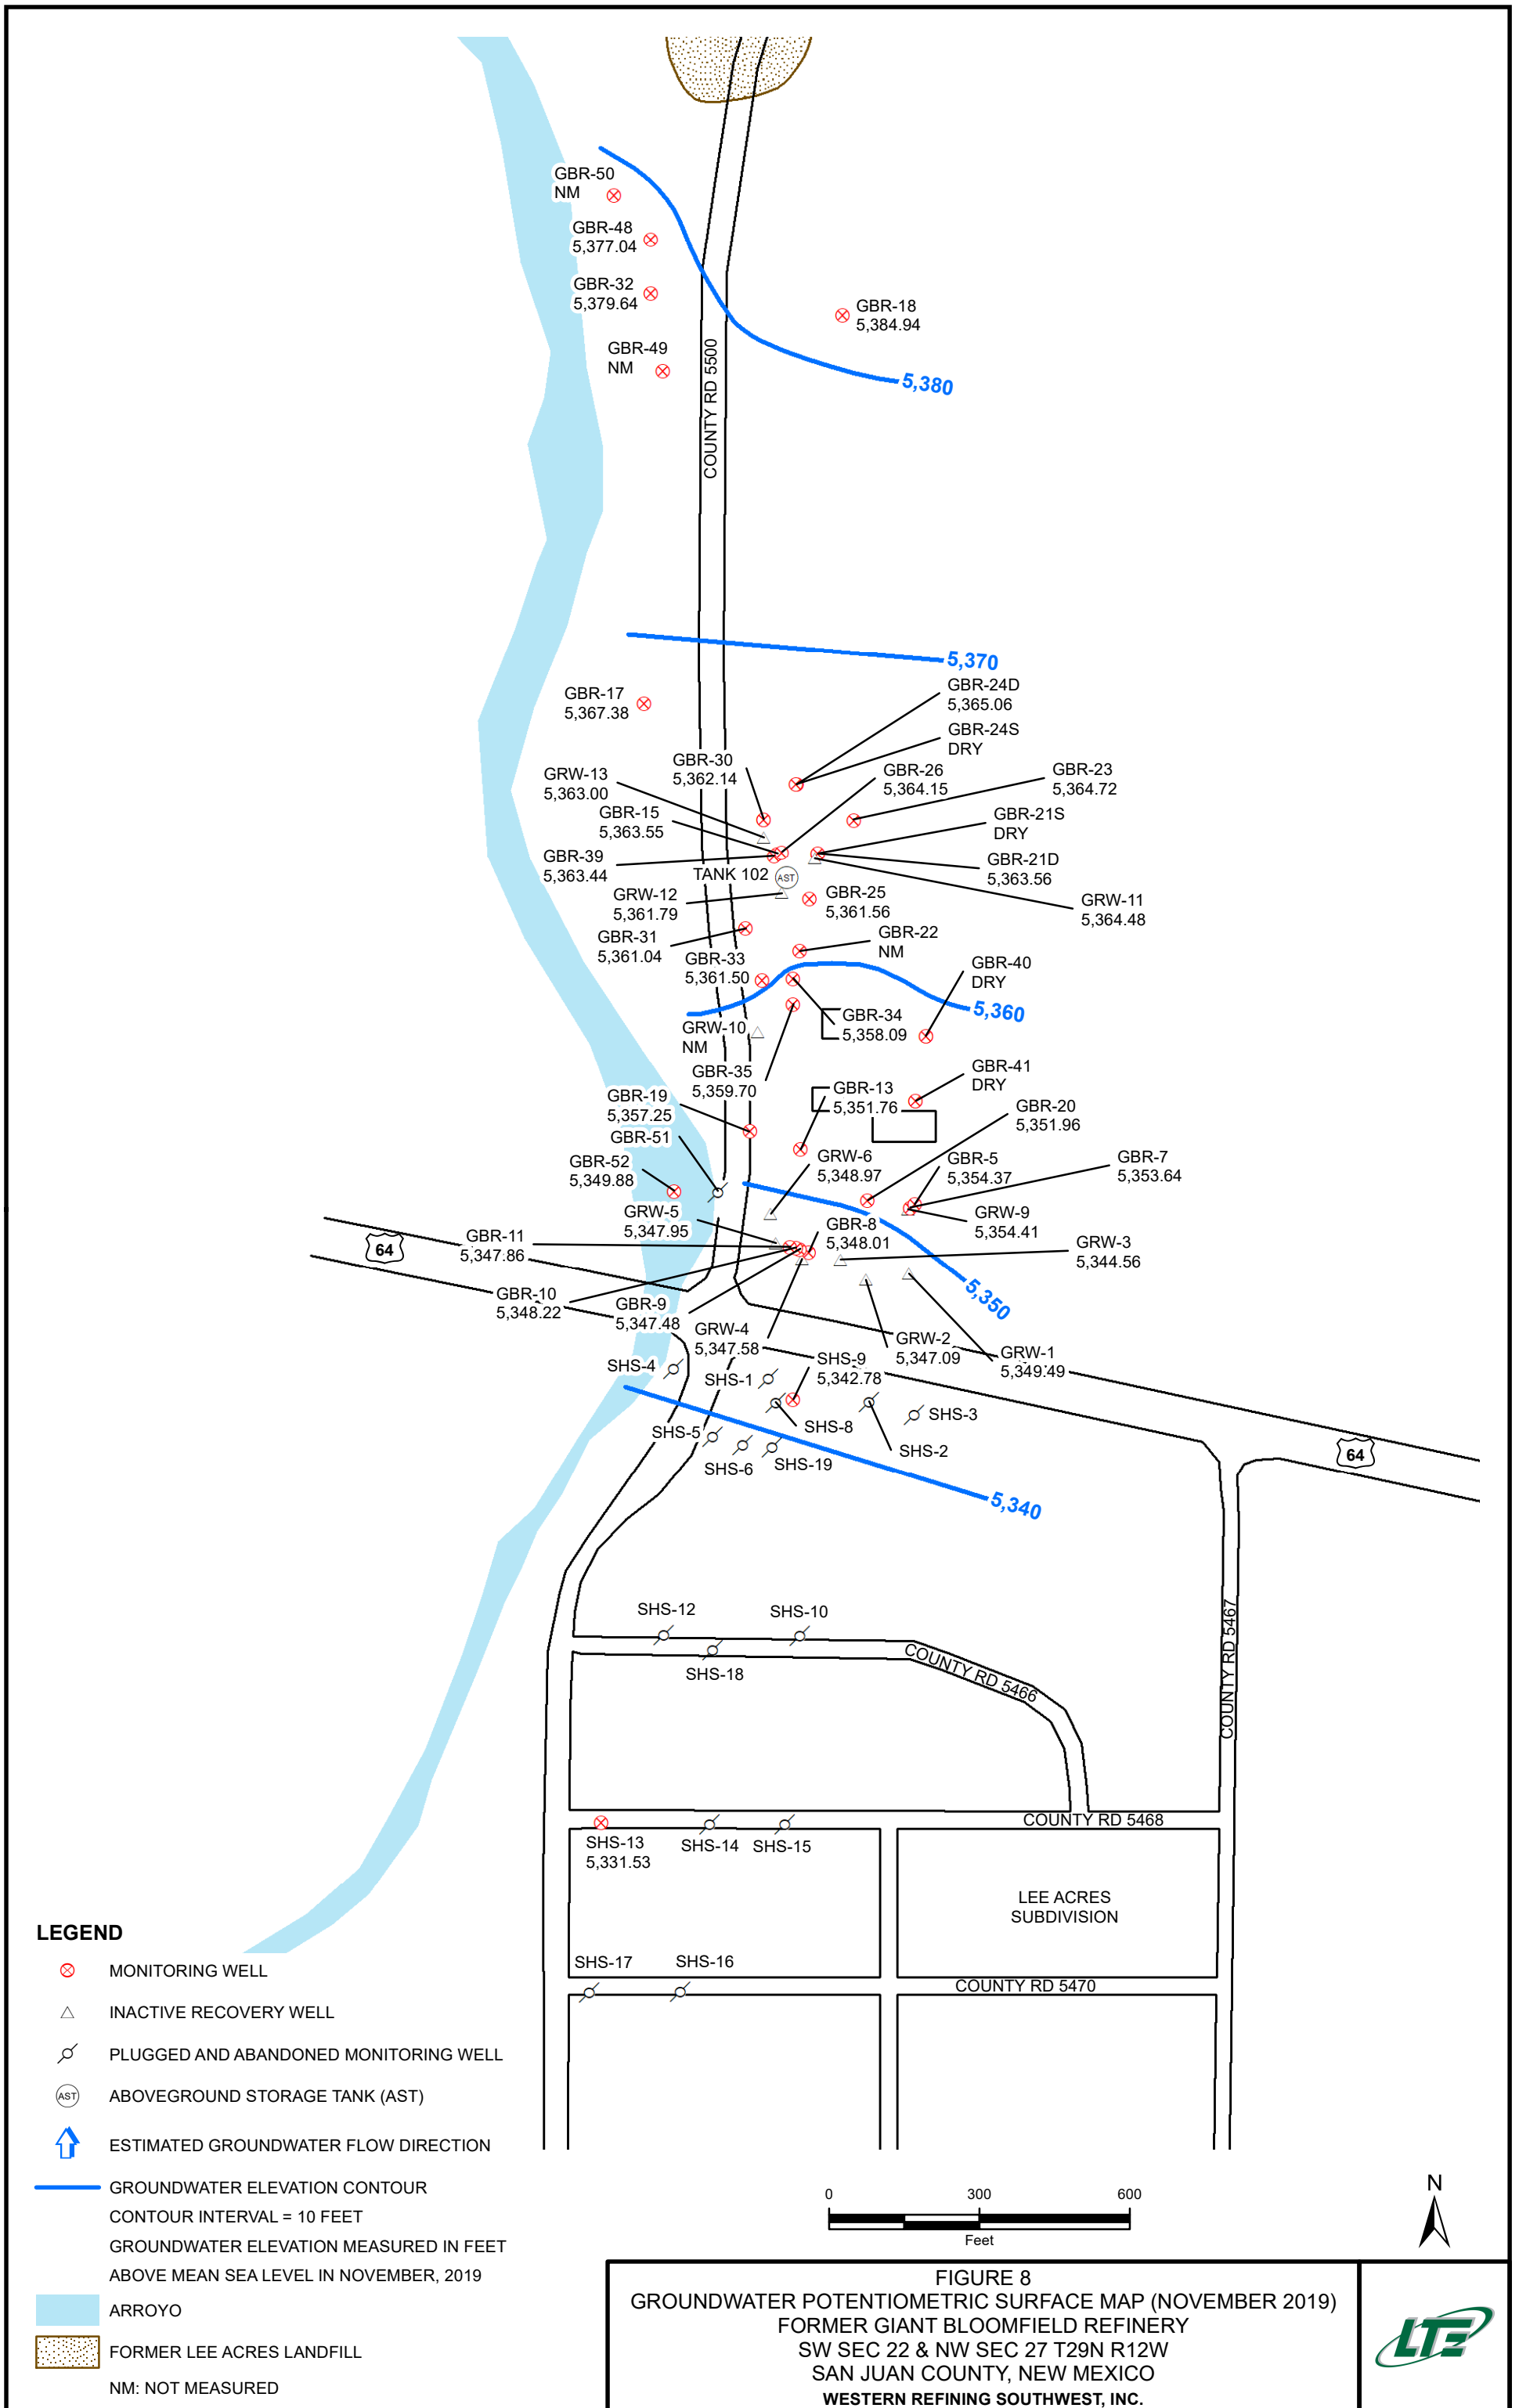 GBR-50
NM
GBR-48
5,377.04
GBR-32
5,379.64
GBR-18
5,384.94
GBR-49
NM
5,380
COUNTY RD 5500
5,370
GBR-17
5,367.38
GBR-24D
5,365.06
GBR-24S
DRY
GBR-30
5,362.14
GBR-26
5,364.15
GBR-23
5,364.72
GRW-13
5,363.00
GBR-15
5,363.55
GBR-21S
DRY
GBR-39
5,363.44
GBR-21D
5,363.56
TANK 102
AST
GRW-12
5,361.79
GBR-25
5,361.56
GRW-11
5,364.48
GBR-31
5,361.04
GBR-22
NM
GBR-33
5,361.50
GBR-40
DRY
5,360
GBR-34
5,358.09
GRW-10
NM
GBR-35
5,359.70
GBR-41
DRY
GBR-13
5,351.76
GBR-19
5,357.25
GBR-20
5,351.96
GBR-51
GBR-52
5,349.88
GRW-6
5,348.97
GBR-5
5,354.37
GBR-7
5,353.64
GRW-5
5,347.95
GBR-8
5,348.01
GRW-9
5,354.41
GBR-11
5,347.86
64
GRW-3
5,344.56
GBR-10
5,348.22
GBR-9
5,347.48
5,350
GRW-4
5,347.58
GRW-2
5,347.09
GRW-1
5,349.49
SHS-4
SHS-1
SHS-9
5,342.78
SHS-3
SHS-8
SHS-5
SHS-2
SHS-6
SHS-19
64
5,340
SHS-12
SHS-10
SHS-18
COUNTY RD 5466
COUNTY RD 5467
COUNTY RD 5468
SHS-13
5,331.53
SHS-14
SHS-15
LEE ACRES
SUBDIVISION
SHS-17
SHS-16
COUNTY RD 5470
LEGEND
MONITORING WELL
INACTIVE RECOVERY WELL
PLUGGED AND ABANDONED MONITORING WELL
AST
ABOVEGROUND STORAGE TANK (AST)
ESTIMATED GROUNDWATER FLOW DIRECTION
GROUNDWATER ELEVATION CONTOUR
CONTOUR INTERVAL = 10 FEET
GROUNDWATER ELEVATION MEASURED IN FEET
ABOVE MEAN SEA LEVEL IN NOVEMBER, 2019
ARROYO
FORMER LEE ACRES LANDFILL
NM: NOT MEASURED
0 300 600
Feet
N
FIGURE 8
GROUNDWATER POTENTIOMETRIC SURFACE MAP (NOVEMBER 2019)
FORMER GIANT BLOOMFIELD REFINERY
SW SEC 22 & NW SEC 27 T29N R12W
SAN JUAN COUNTY, NEW MEXICO
WESTERN REFINING SOUTHWEST, INC.
LTE